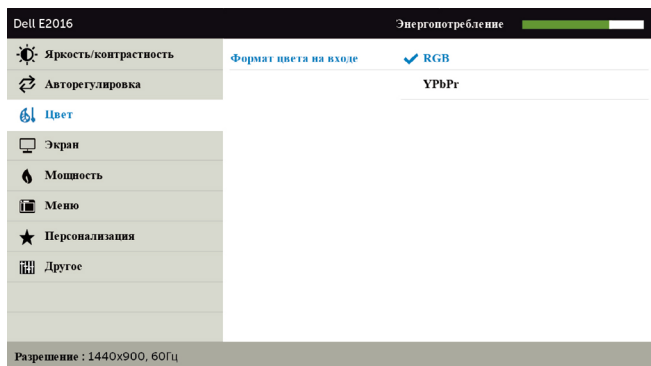 Dell E2016 Энергопотребление
Яркость/контрастность
Формат цвета на входе
RGB
Авторегулировка
YPbPr
Цвет
Экран
Мощность
Меню
Персонализация
Другое
Разрешение : 1440x900, 60Гц